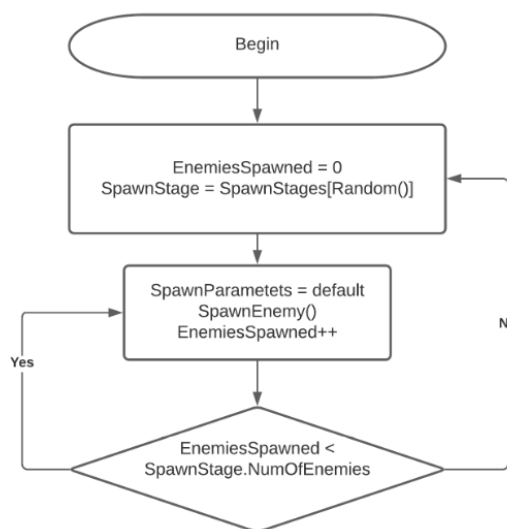 Begin
EnemiesSpawned = 0
SpawnStage = SpawnStages[Random()]
SpawnParametets = default
SpawnEnemy()
EnemiesSpawned++
Yes
N
EnemiesSpawned <
SpawnStage.NumOfEnemies